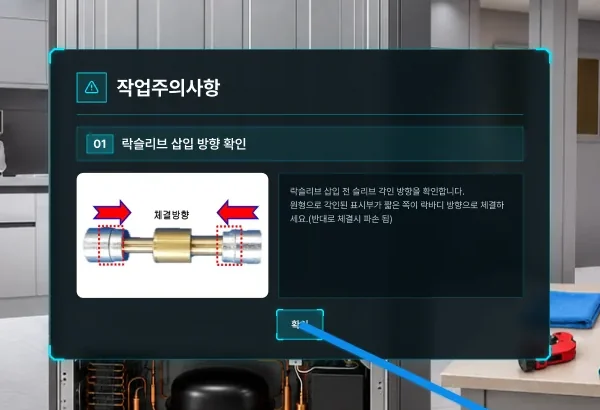 작업주의사항
01 락슬리브 삽입 방향 확인
체결방향
락슬리브 삽입 전 슬리브 각인 방향을 확인합니다.
원형으로 각인된 표시부가 짧은 쪽이 락바디 방향으로 체결하
세요.(반대로 체결시 파손 됨)
확인